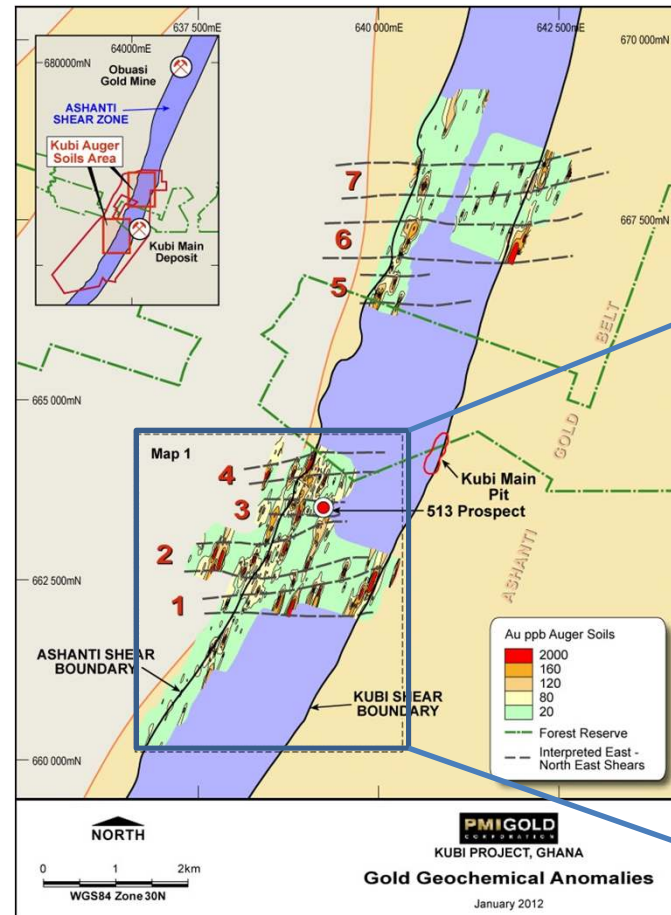 637 500mE
640 000mE
642 500mE
670 000mN
64000mE
680000mN
Obuasi
Gold Mine
ASHANTI
SHEAR ZONE
Kubi Auger
Soils Area
Kubi Main
Deposit
7
667 500mN
6
5
BELT
GOLD
ASHANTI
665 000mN
Map 1
4
Kubi Main
Pit
3
513 Prospect
2
662 500mN
1
ASHANTI SHEAR
BOUNDARY
KUBI SHEAR
BOUNDARY
660 000mN
Au ppb Auger Soils
2000
160
120
80
20
Forest Reserve
Interpreted East -
North East Shears
NORTH
0 1 2km
WGS84 Zone 30N
PMIGOLD
CORPORATION
KUBI PROJECT, GHANA
Gold Geochemical Anomalies
January 2012